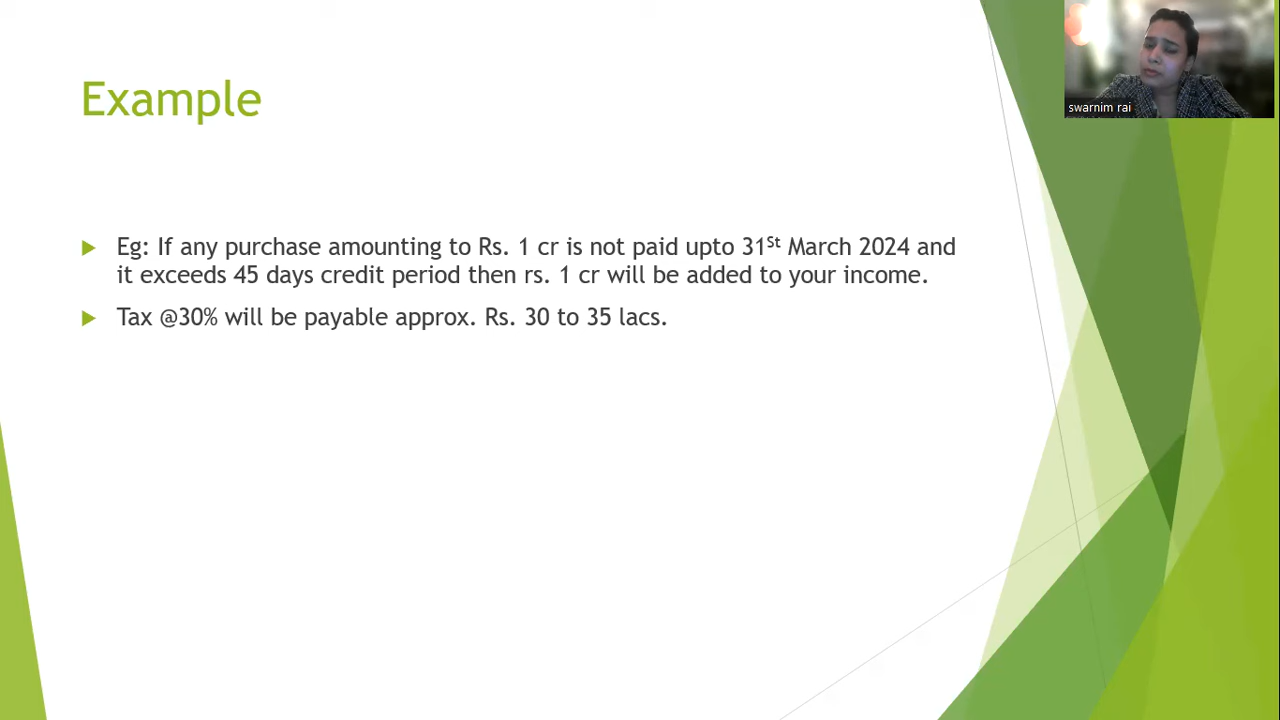 Example
swarnim rai
Eg: If any purchase amounting to Rs. 1 cr is not paid upto 31St March 2024 and
it exceeds 45 days credit period then rs. 1 cr will be added to your income.
Tax @30% will be payable approx. Rs. 30 to 35 lacs.